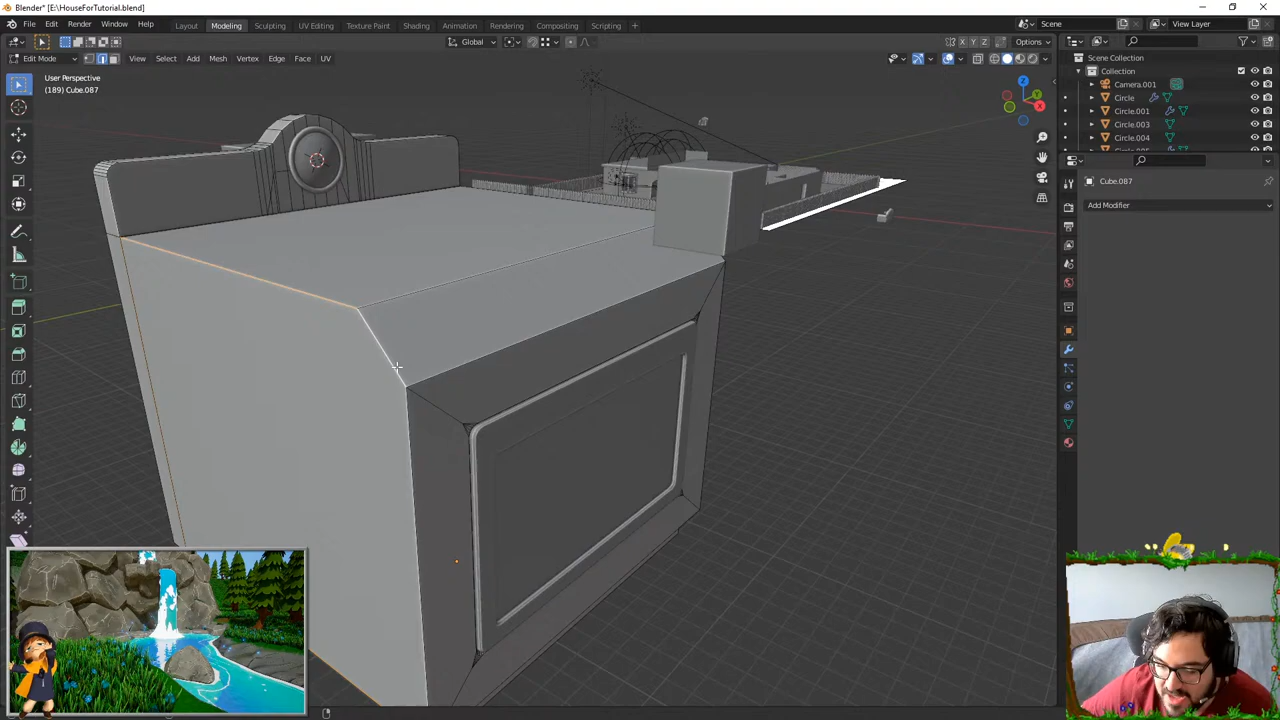 Blender* [E:\HouseForTutorial.blend]
File Edit Render Window Help Layout Modeling Sculpting UV Editing Texture Paint Shading Animation Rendering Compositing Scripting + Scene View Layer
Global X Y Z Options
Edit Mode View Select Add Mesh Vertex Edge Face UV
User Perspective
(189) Cube.087
Scene Collection
Collection
Camera.001
Circle
Circle.001
Circle.003
Circle.004
Cube.087
Add Modifier
Z
Y
X